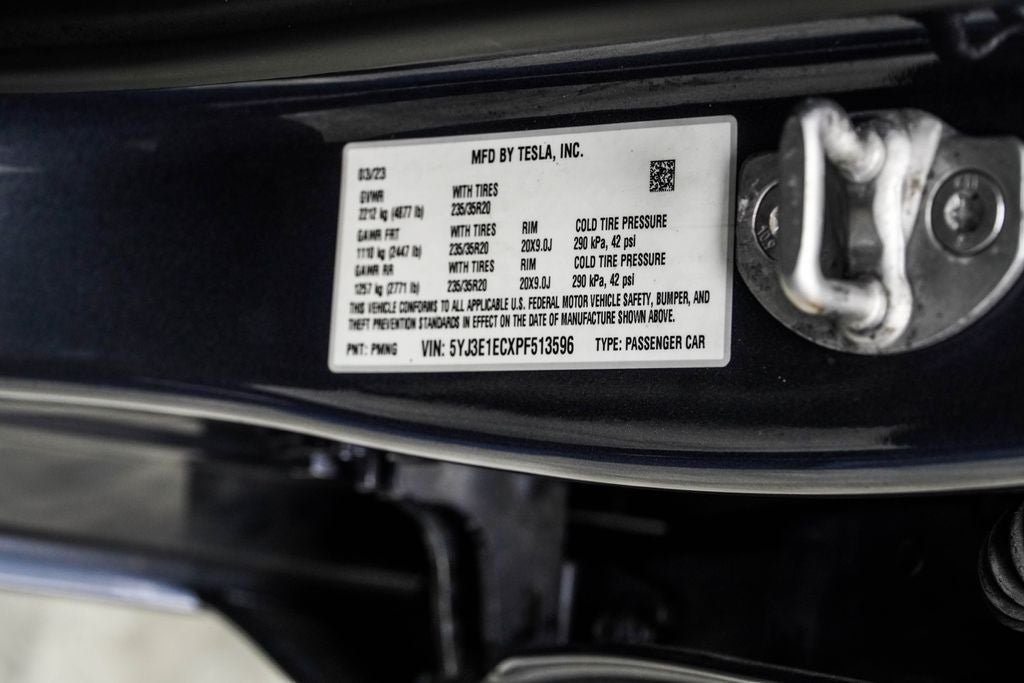 MFD BY TESLA, INC.
03/23
GVWR WITH TIRES
2212 kg (4877 lb) 235/35R20
GAWR FRT WITH TIRES RIM COLD TIRE PRESSURE
1110 kg (2447 lb) 235/35R20 20X9.0J 290 kPa, 42 psi
GAWR RR WITH TIRES RIM COLD TIRE PRESSURE
1257 kg (2771 lb) 235/35R20 20X9.0J 290 kPa, 42 psi
THIS VEHICLE CONFORMS TO ALL APPLICABLE U.S. FEDERAL MOTOR VEHICLE SAFETY, BUMPER, AND
THEFT PREVENTION STANDARDS IN EFFECT ON THE DATE OF MANUFACTURE SHOWN ABOVE.
PNT: PMNG VIN: 5YJ3E1ECXPF513596 TYPE: PASSENGER CAR
10.9